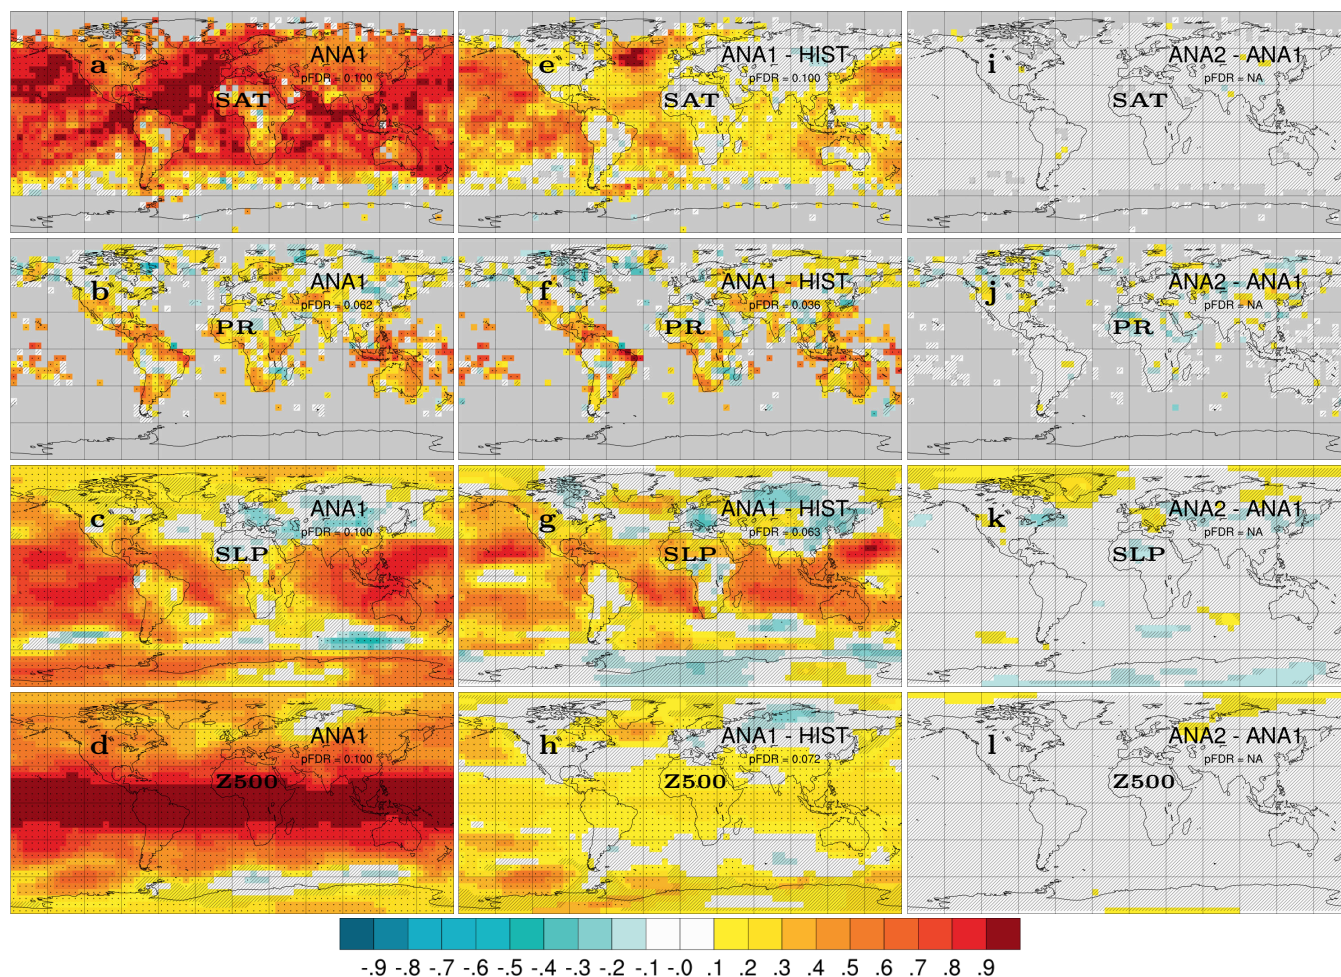 a
ANA1
pFDR = 0.100
SAT
e
ANA1 - HIST
pFDR = 0.100
SAT
i
ANA2 - ANA1
pFDR = NA
SAT
b
ANA1
pFDR = 0.062
PR
f
ANA1 - HIST
pFDR = 0.036
PR
j
ANA2 - ANA1
pFDR = NA
PR
c
ANA1
pFDR = 0.100
SLP
g
ANA1 - HIST
pFDR = 0.063
SLP
k
ANA2 - ANA1
pFDR = NA
SLP
d
ANA1
pFDR = 0.100
Z500
h
ANA1 - HIST
pFDR = 0.072
Z500
l
ANA2 - ANA1
pFDR = NA
Z500
-.9 -.8 -.7 -.6 -.5 -.4 -.3 -.2 -.1 -.0 .1 .2 .3 .4 .5 .6 .7 .8 .9